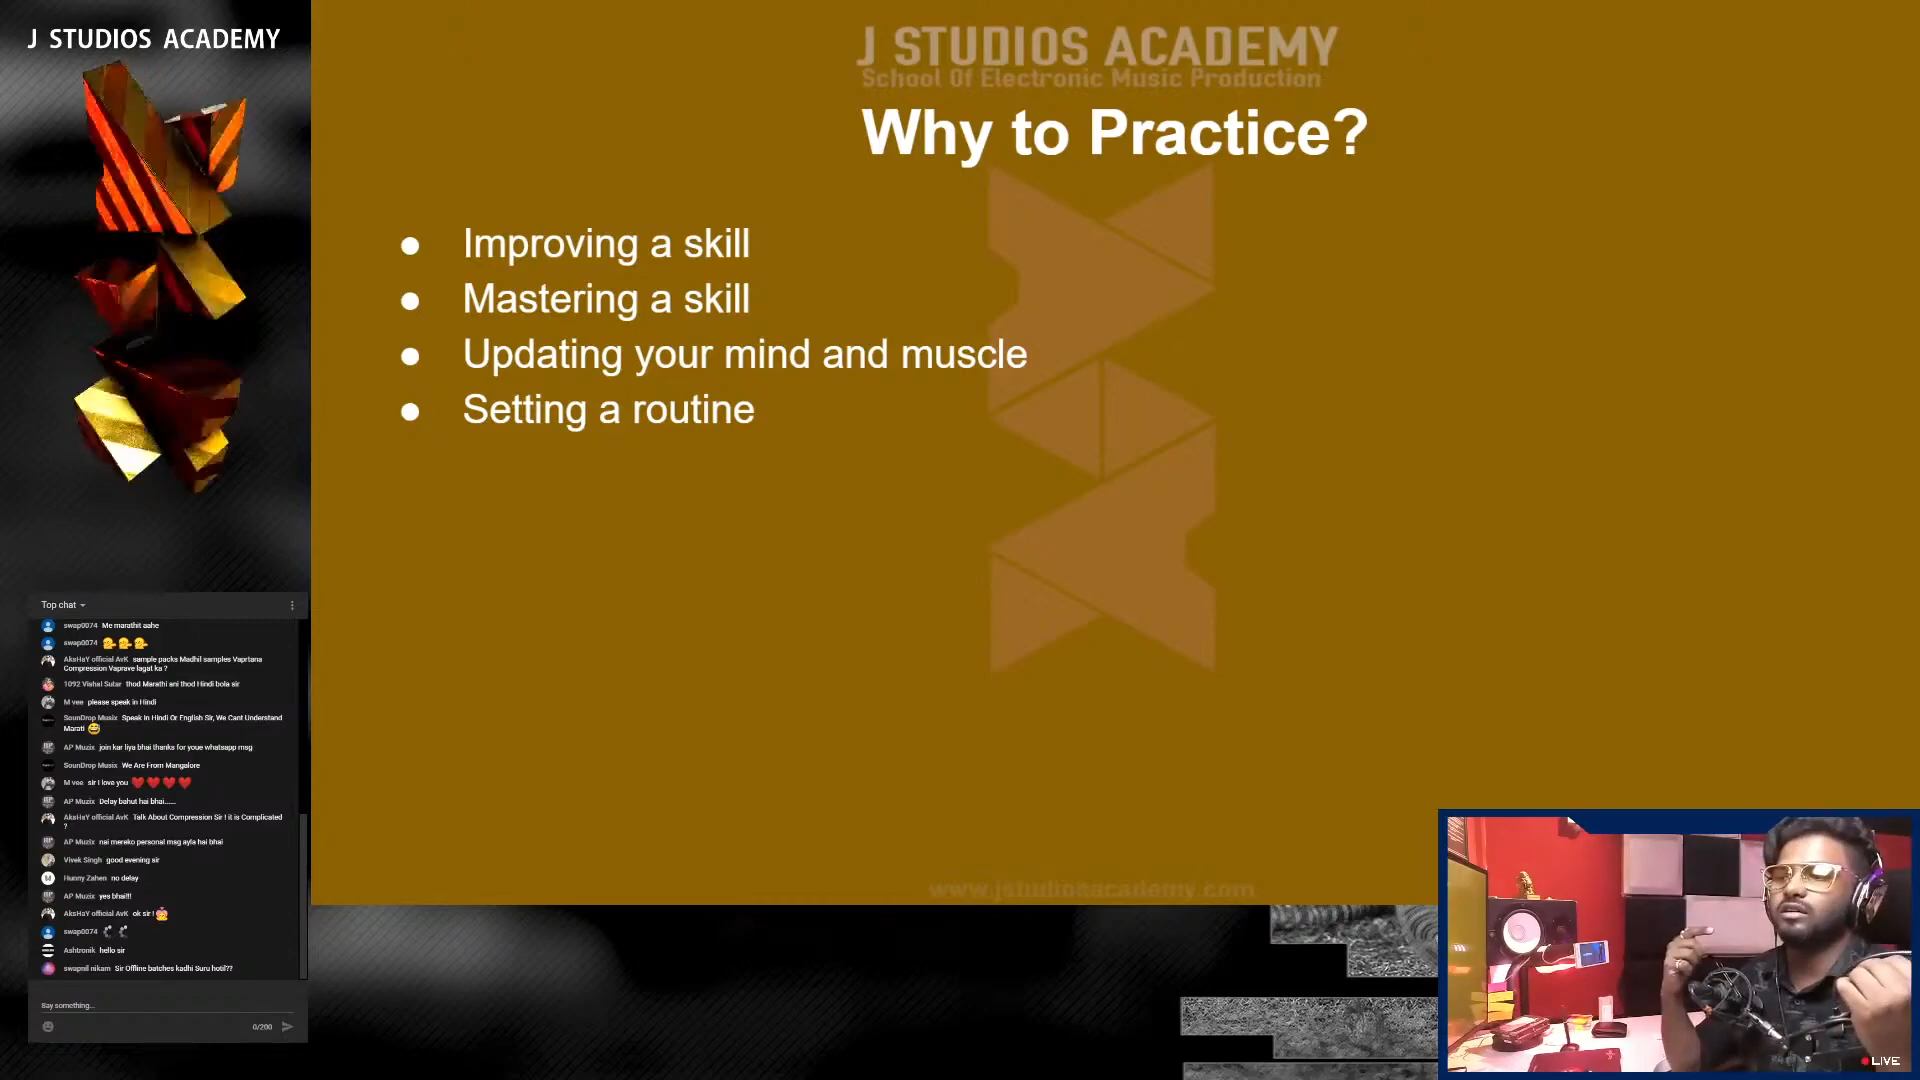 J STUDIOS ACADEMY
J STUDIOS ACADEMY
School Of Electronic Music Production
Why to Practice?
● Improving a skill
● Mastering a skill
● Updating your mind and muscle
● Setting a routine
www.jstudiosacademy.com
Top chat
swap0074 Me marathit aahe
swap0074
AksHaY official AvK sample packs Madhil samples Vaprtana
Compression Vaprave lagat ka ?
1092 Vishal Sutar thod Marathi ani thod Hindi bola sir
M vee please speak in Hindi
SounDrop Musix Speak In Hindi Or English Sir, We Cant Understand
Marati 😅
AP Muzix join kar liya bhai thanks for youe whatsapp msg
SounDrop Musix We Are From Mangalore
M vee sir I love you ❤️❤️❤️❤️
AP Muzix Delay bahut hai bhai......
AksHaY official AvK Talk About Compression Sir ! it is Complicated
?
AP Muzix nai mereko personal msg ayla hai bhai
Vivek Singh good evening sir
Hunny Zahen no delay
AP Muzix yes bhai!!!
AksHaY official AvK ok sir !
swap0074
Ashtronik hello sir
swapnil nikam Sir Offline batches kadhi Suru hotil??
Say something...
0/200
LIVE